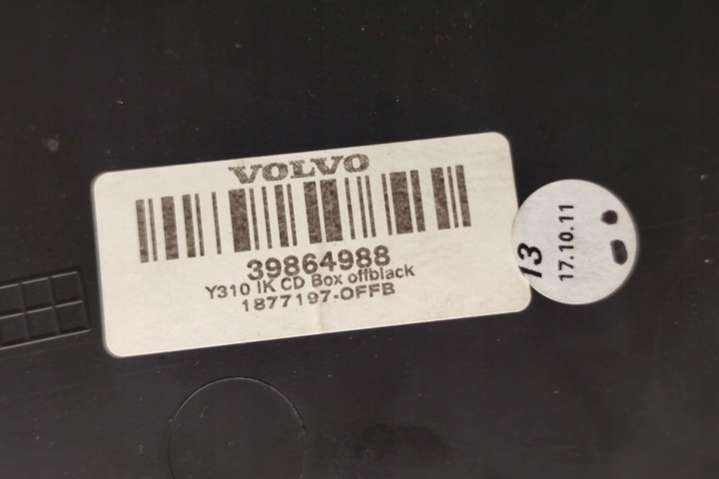 VOLVO
39864988
Y310 IK CD Box offblack
1877197-OFFB
13
17.10.11